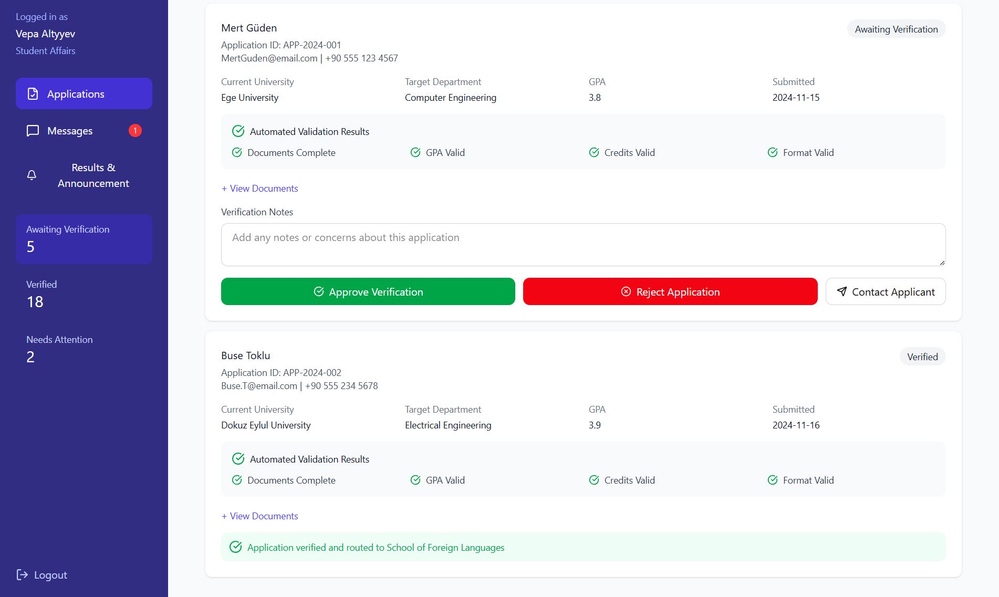 Logged in as
Vepa Altyyev
Student Affairs
Applications
Messages 1
Results &
Announcement
Awaiting Verification
5
Verified
18
Needs Attention
2
Logout
Mert Güden
Awaiting Verification
Application ID: APP-2024-001
MertGuden@email.com | +90 555 123 4567
Current University Target Department GPA Submitted
Ege University Computer Engineering 3.8 2024-11-15
Automated Validation Results
Documents Complete GPA Valid Credits Valid Format Valid
+ View Documents
Verification Notes
Add any notes or concerns about this application
Approve Verification Reject Application Contact Applicant
Buse Toklu
Verified
Application ID: APP-2024-002
Buse.T@email.com | +90 555 234 5678
Current University Target Department GPA Submitted
Dokuz Eylul University Electrical Engineering 3.9 2024-11-16
Automated Validation Results
Documents Complete GPA Valid Credits Valid Format Valid
+ View Documents
Application verified and routed to School of Foreign Languages